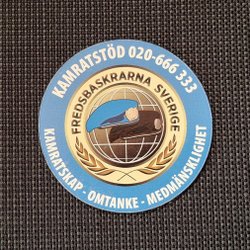 KAMRATSTÖD 020-666 333
FREDSBASKRARNA SVERIGE
KAMRATSKAP - OMTANKE - MEDMÄNSKLIGHET